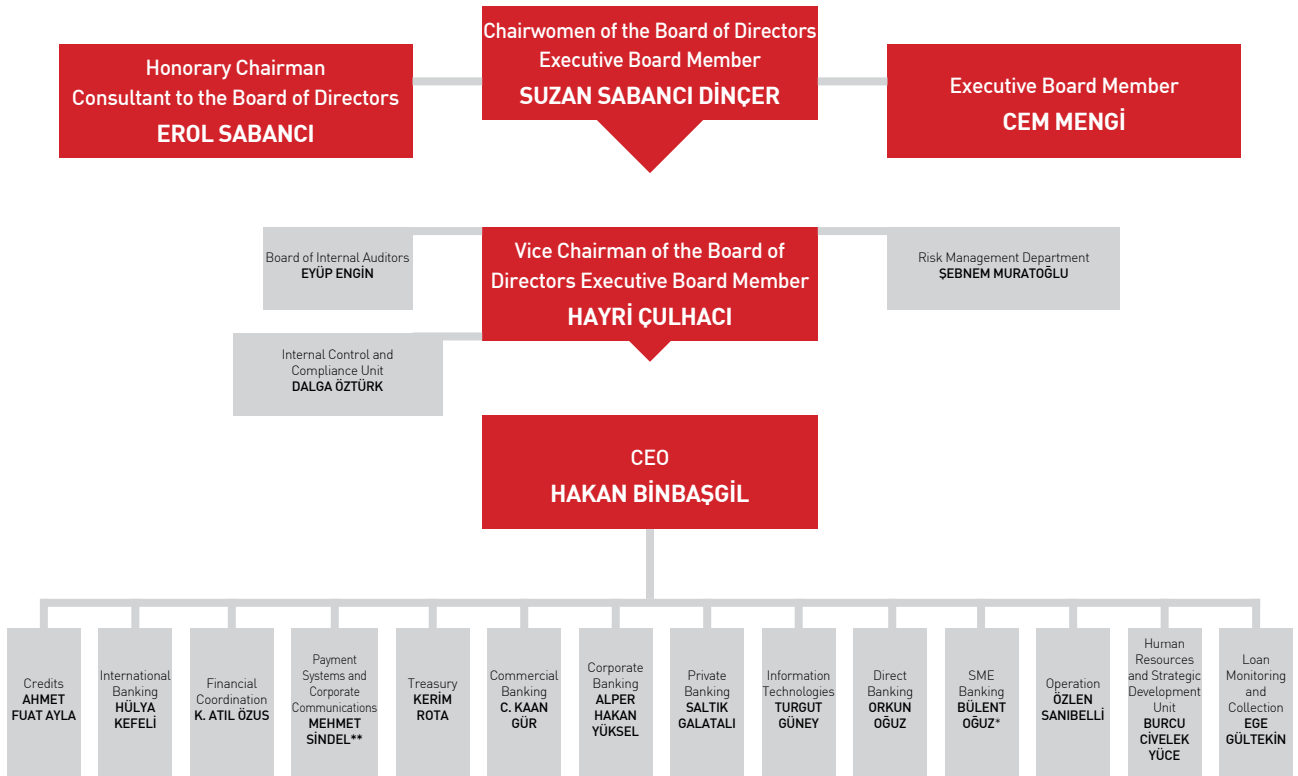 Honorary Chairman
Consultant to the Board of Directors
EROL SABANCI
Chairwomen of the Board of Directors
Executive Board Member
SUZAN SABANCI DİNÇER
Executive Board Member
CEM MENGİ
Board of Internal Auditors
EYÜP ENGİN
Vice Chairman of the Board of
Directors Executive Board Member
HAYRİ ÇULHACI
Risk Management Department
ŞEBNEM MURATOĞLU
Internal Control and
Compliance Unit
DALGA ÖZTÜRK
CEO
HAKAN BİNBAŞGİL
Credits
AHMET
FUAT AYLA
International
Banking
HÜLYA
KEFELİ
Financial
Coordination
K. ATIL ÖZUS
Payment
Systems and
Corporate
Communications
MEHMET
SİNDEL**
Treasury
KERİM
ROTA
Commercial
Banking
C. KAAN
GÜR
Corporate
Banking
ALPER
HAKAN
YÜKSEL
Private
Banking
SALTIK
GALATALI
Information
Technologies
TURGUT
GÜNEY
Direct
Banking
ORKUN
OĞUZ
SME
Banking
BÜLENT
OĞUZ*
Operation
ÖZLEN
SANIBELLİ
Human
Resources
and Strategic
Development
Unit
BURCU
CİVELEK
YÜCE
Loan
Monitoring
and
Collection
EGE
GÜLTEKİN